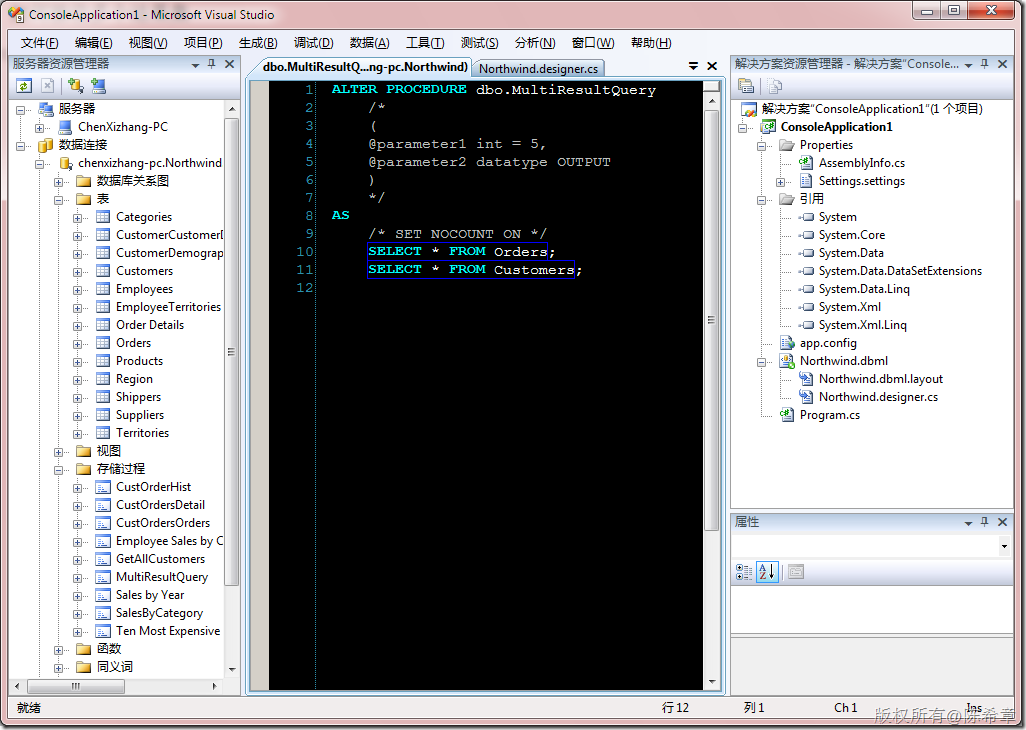 ConsoleApplication1 - Microsoft Visual Studio
文件(F) 编辑(E) 视图(V) 项目(P) 生成(B) 调试(D) 数据(A) 工具(T) 测试(S) 分析(N) 窗口(W) 帮助(H)
服务器资源管理器
服务器
ChenXizhang-PC
数据连接
chenxizhang-pc.Northwind
数据库关系图
表
Categories
CustomerCustomerD
CustomerDemograp
Customers
Employees
EmployeeTerritories
Order Details
Orders
Products
Region
Shippers
Suppliers
Territories
视图
存储过程
CustOrderHist
CustOrdersDetail
CustOrdersOrders
Employee Sales by C
GetAllCustomers
MultiResultQuery
Sales by Year
SalesByCategory
Ten Most Expensive
函数
同义词
dbo.MultiResultQ...ng-pc.Northwind) Northwind.designer.cs
1 ALTER PROCEDURE dbo.MultiResultQuery
2 /*
3 (
4 @parameter1 int = 5,
5 @parameter2 datatype OUTPUT
6 )
7 */
8 AS
9 /* SET NOCOUNT ON */
10 SELECT * FROM Orders;
11 SELECT * FROM Customers;
12
解决方案资源管理器 - 解决方案"Console...
解决方案"ConsoleApplication1"(1 个项目)
ConsoleApplication1
Properties
AssemblyInfo.cs
Settings.settings
引用
System
System.Core
System.Data
System.Data.DataSetExtensions
System.Data.Linq
System.Xml
System.Xml.Linq
app.config
Northwind.dbml
Northwind.dbml.layout
Northwind.designer.cs
Program.cs
属性
就绪 行 12 列 1 Ch 1 Ins
版权所有@陈希章